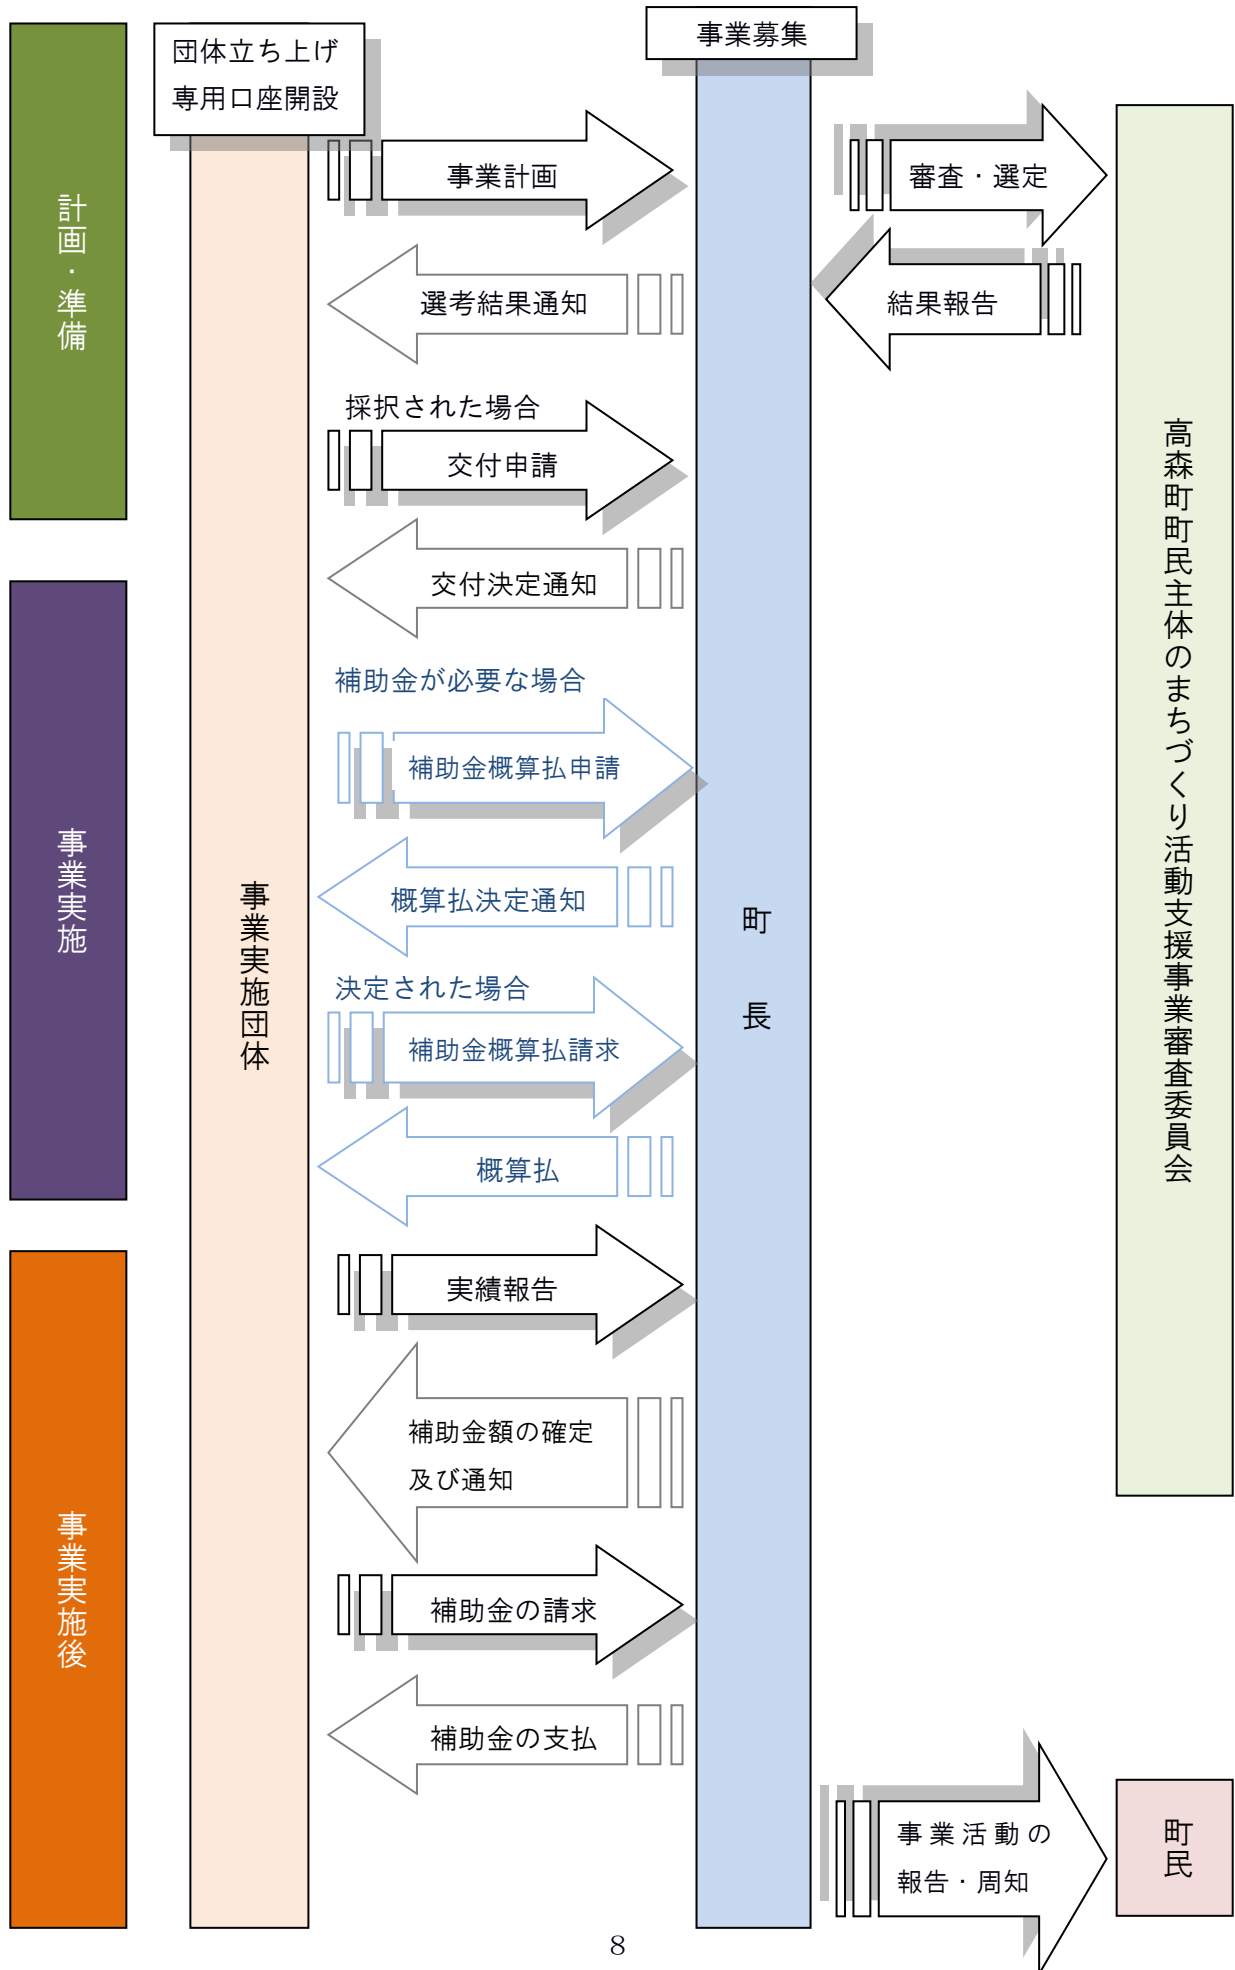 団体立ち上げ
専用口座開設
事業募集
計画・準備
事業計画
審査・選定
選考結果通知
結果報告
採択された場合
交付申請
交付決定通知
事業実施
補助金が必要な場合
補助金概算払申請
概算払決定通知
決定された場合
補助金概算払請求
概算払
事業実施団体
町長
高森町町民主体のまちづくり活動支援事業審査委員会
事業実施後
実績報告
補助金額の確定
及び通知
補助金の請求
補助金の支払
事業活動の
報告・周知
町民
8